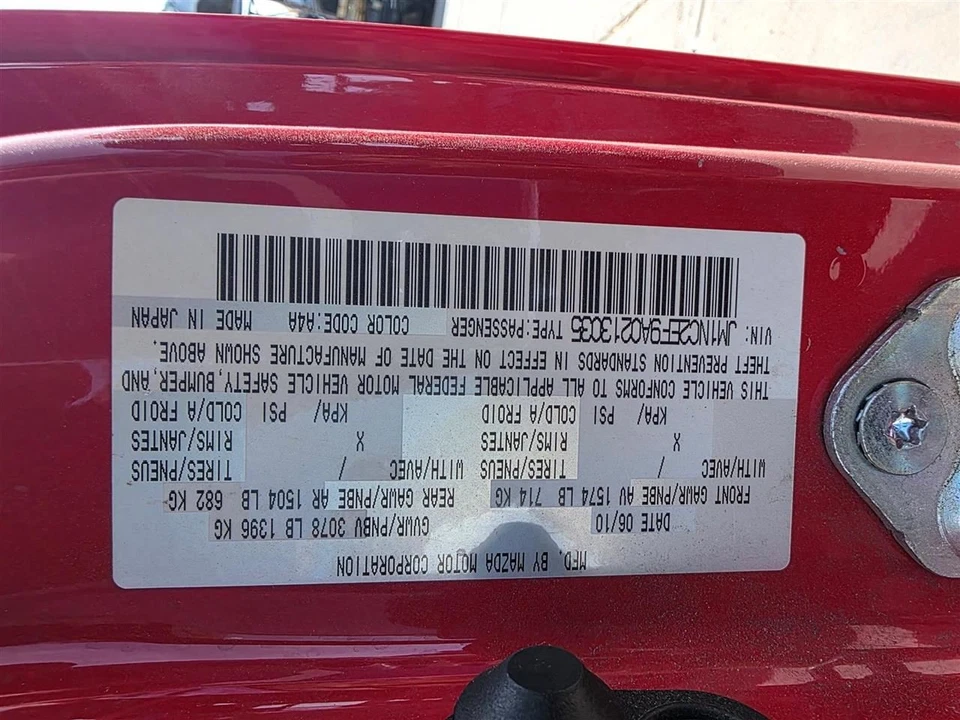 MFD. BY MAZDA MOTOR CORPORATION
DATE 06/10 GVWR/PNBV 3078 LB 1396 KG
FRONT GAWR/PNBE AV 1574 LB 714 KG REAR GAWR/PNBE AR 1504 LB 682 KG
WITH/AVEC / TIRES/PNEUS WITH/AVEC / TIRES/PNEUS
X RIMS/JANTES X RIMS/JANTES
KPA/ PSI COLD/A FROID KPA/ PSI COLD/A FROID
THIS VEHICLE CONFORMS TO ALL APPLICABLE FEDERAL MOTOR VEHICLE SAFETY, BUMPER, AND
THEFT PREVENTION STANDARDS IN EFFECT ON THE DATE OF MANUFACTURE SHOWN ABOVE.
VIN: JM1NC2EF9A0213035 TYPE:PASSENGER COLOR CODE:A4A MADE IN JAPAN